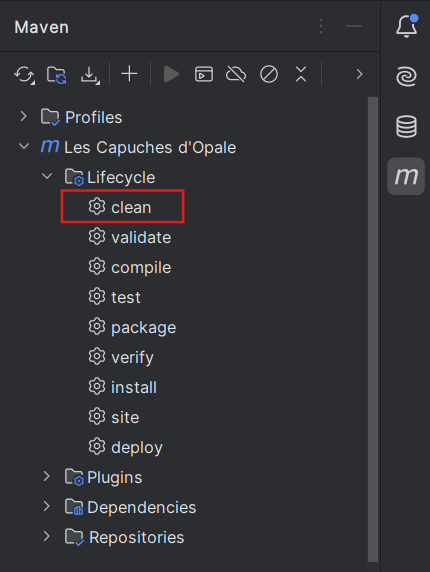 Maven
Profiles
m Les Capuches d'Opale
Lifecycle
clean
validate
compile
test
package
verify
install
site
deploy
Plugins
Dependencies
Repositories
m